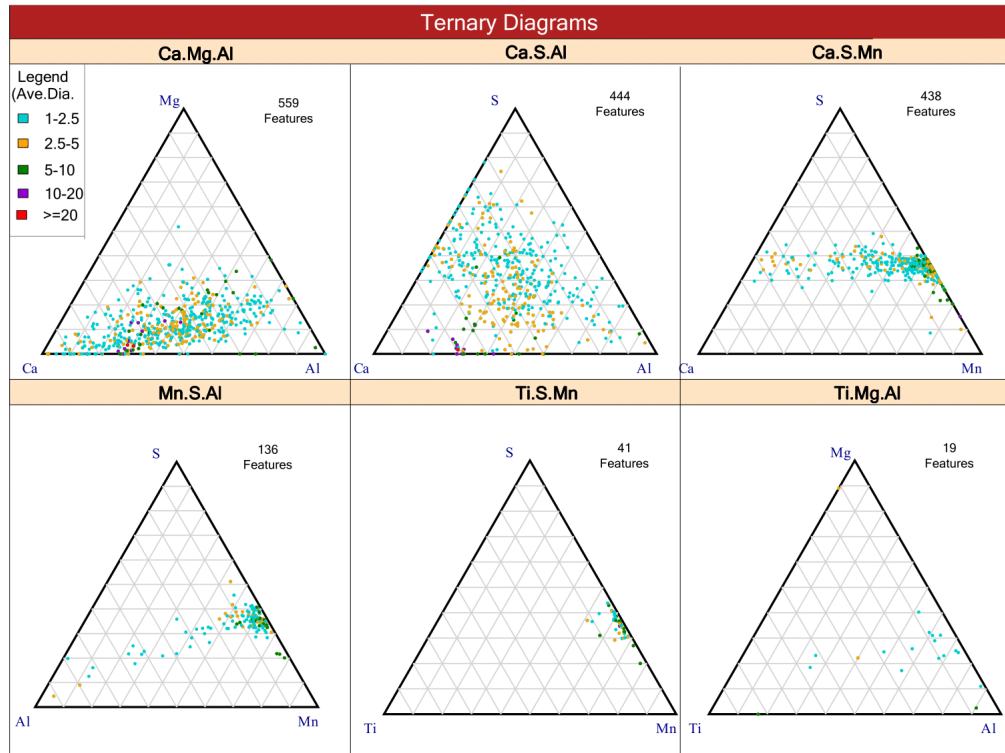 Ternary Diagrams
Ca.Mg.Al
Ca.S.Al
Ca.S.Mn
Legend
(Ave.Dia.
1-2.5
2.5-5
5-10
10-20
>=20
Mg
559
Features
Ca
Al
S
444
Features
Ca
Al
S
438
Features
Ca
Mn
Mn.S.Al
Ti.S.Mn
Ti.Mg.Al
S
136
Features
Al
Mn
S
41
Features
Ti
Mn
Mg
19
Features
Ti
Al